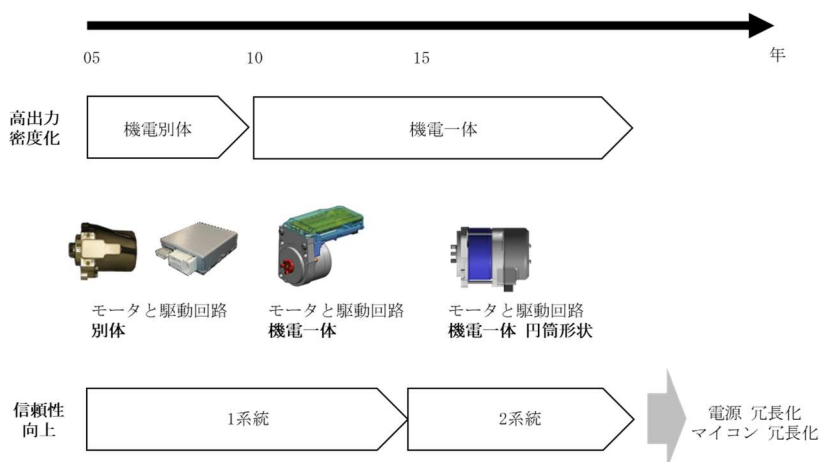 05
10
15
年
高出力
密度化
機電別体
機電一体
モータと駆動回路
別体
モータと駆動回路
機電一体
モータと駆動回路
機電一体 円筒形状
信頼性
向上
1系統
2系統
電源 冗長化
マイコン 冗長化